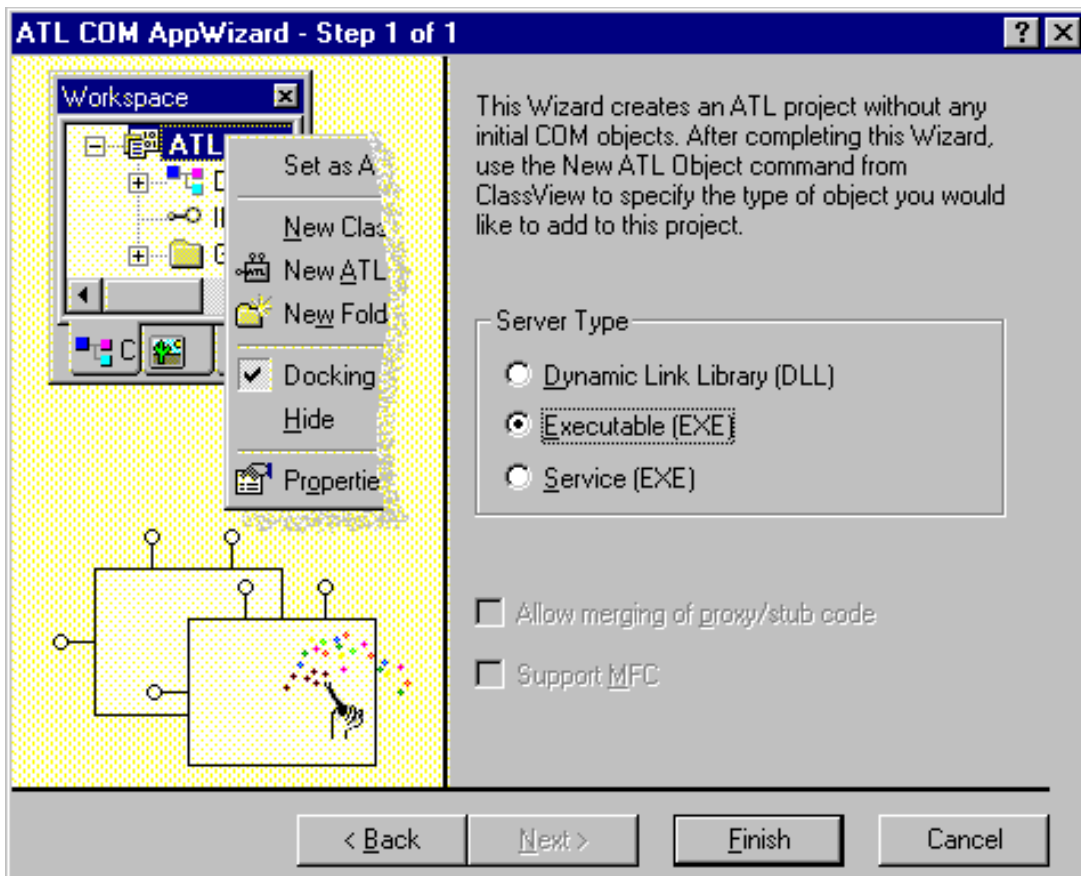 ATL COM AppWizard - Step 1 of 1
Workspace
ATL
Set as A
New Clas
New ATL
New Fold
C
Docking
Hide
Propertie
This Wizard creates an ATL project without any
initial COM objects. After completing this Wizard,
use the New ATL Object command from
ClassView to specify the type of object you would
like to add to this project.
Server Type
Dynamic Link Library (DLL)
Executable (EXE)
Service (EXE)
Allow merging of proxy/stub code
Support MFC
< Back
Next >
Finish
Cancel